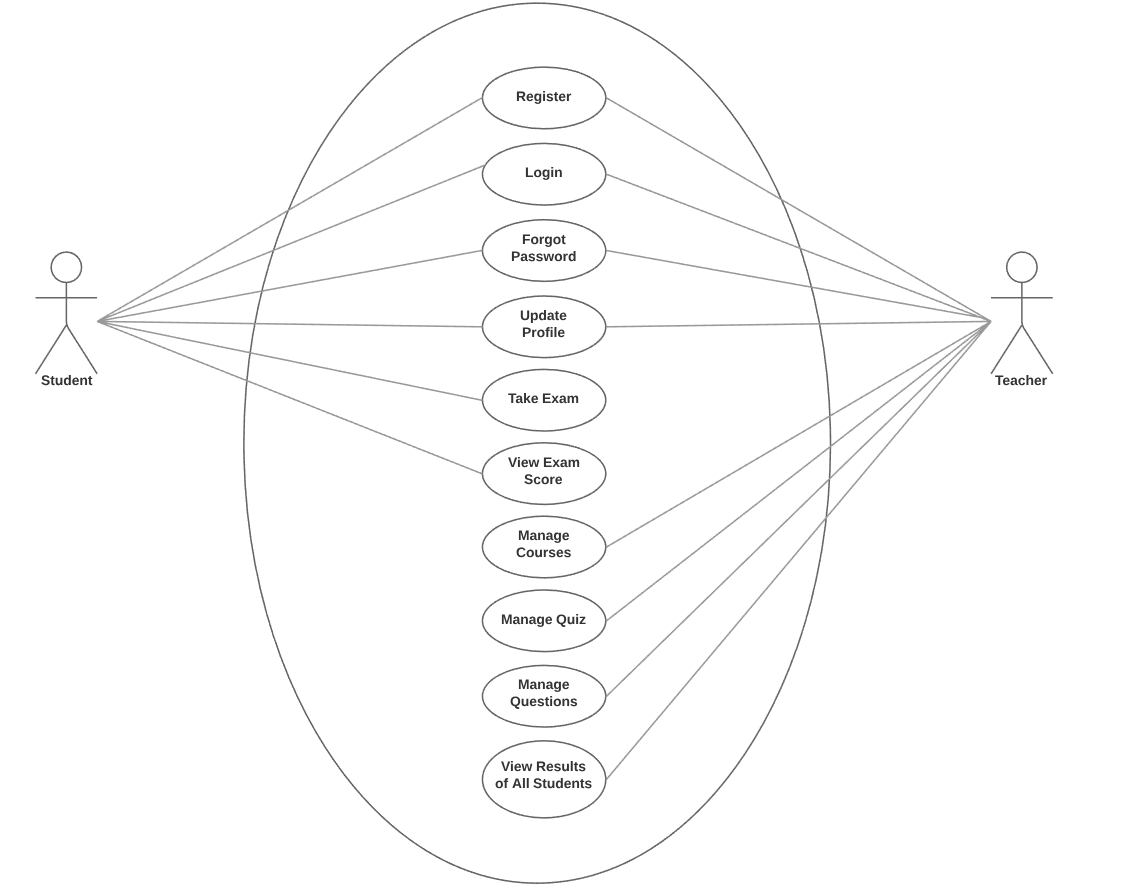 Register
Login
Forgot
Password
Update
Profile
Student
Teacher
Take Exam
View Exam
Score
Manage
Courses
Manage Quiz
Manage
Questions
View Results
of All Students